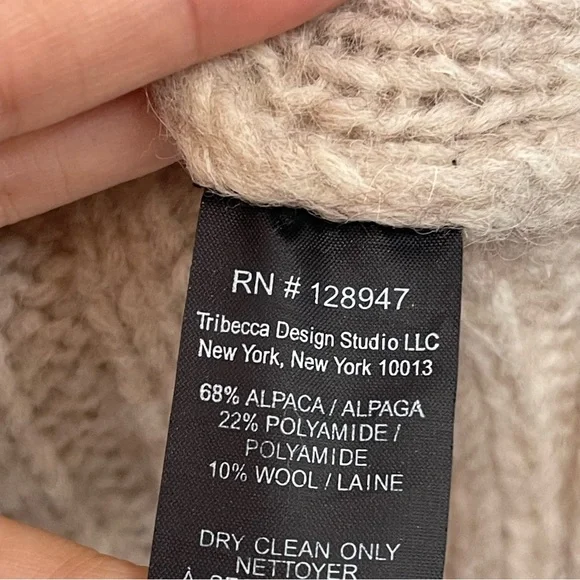 RN # 128947
Tribecca Design Studio LLC
New York, New York 10013
68% ALPACA / ALPAGA
22% POLYAMIDE /
POLYAMIDE
10% WOOL / LAINE
DRY CLEAN ONLY
NETTOYER
À